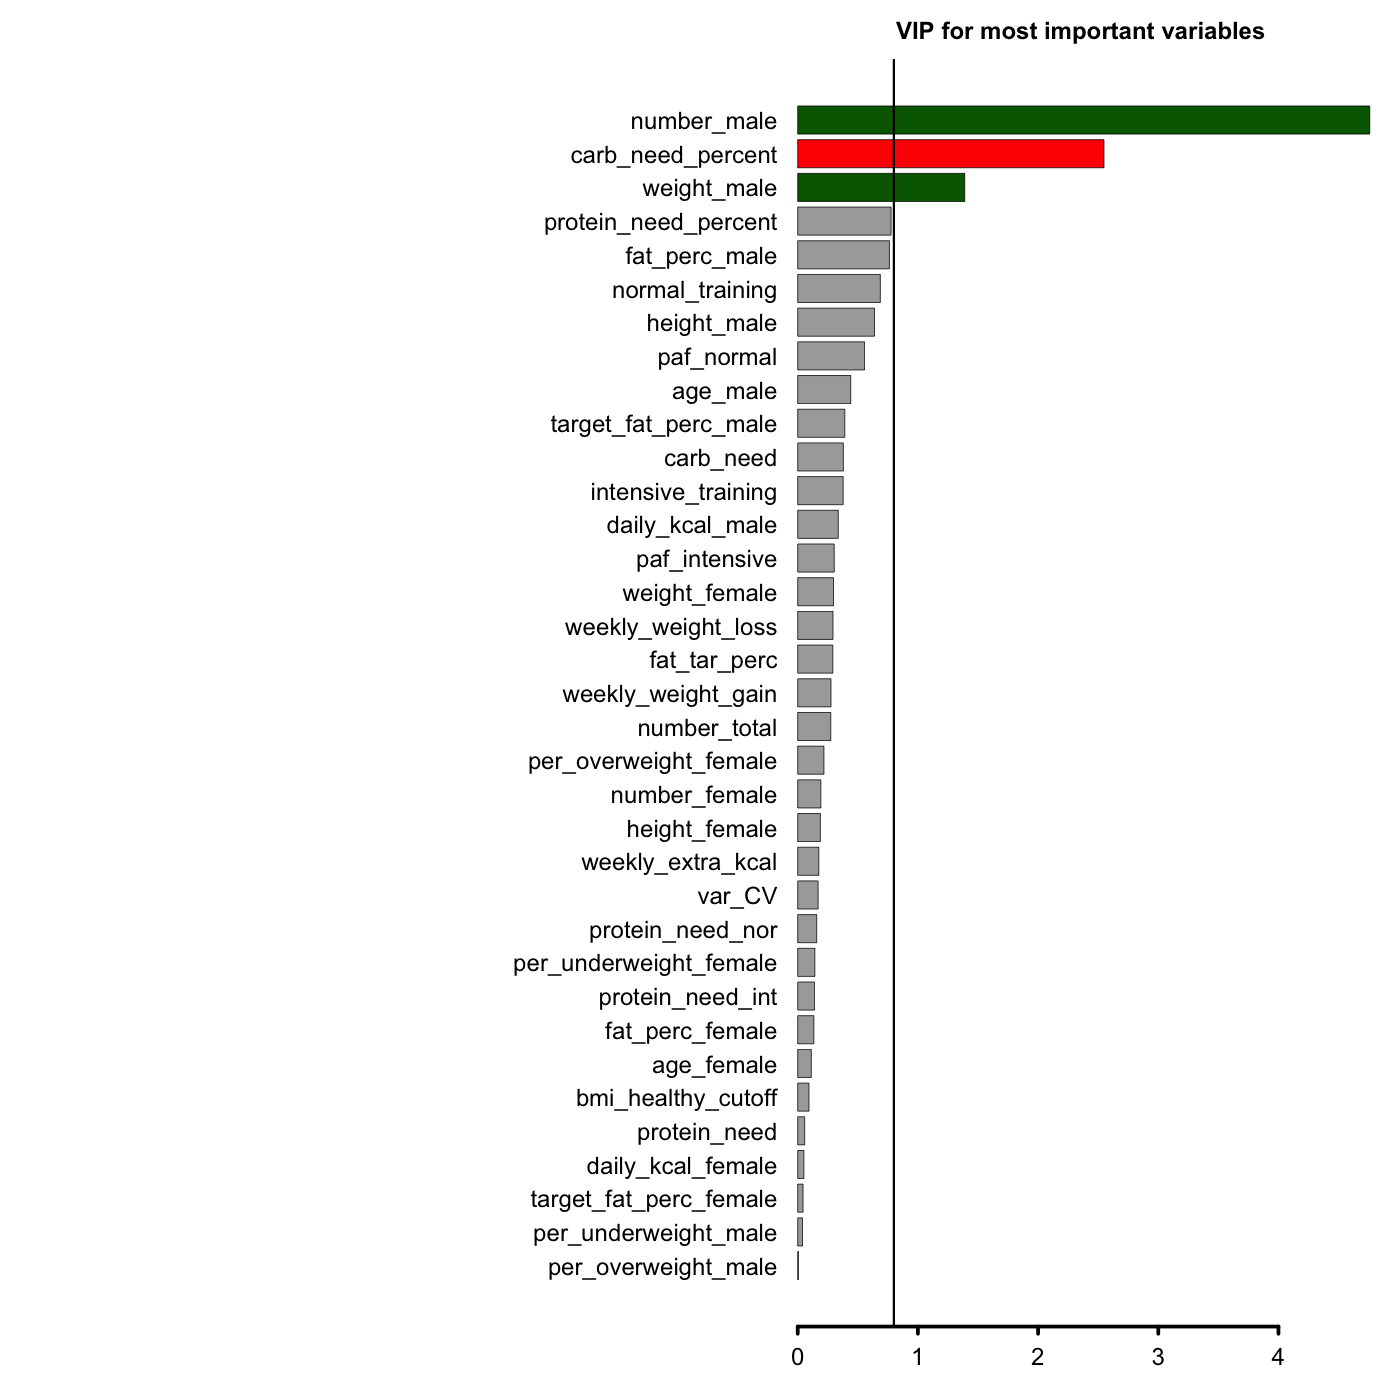 VIP for most important variables
number_male
carb_need_percent
weight_male
protein_need_percent
fat_perc_male
normal_training
height_male
paf_normal
age_male
target_fat_perc_male
carb_need
intensive_training
daily_kcal_male
paf_intensive
weight_female
weekly_weight_loss
fat_tar_perc
weekly_weight_gain
number_total
per_overweight_female
number_female
height_female
weekly_extra_kcal
var_CV
protein_need_nor
per_underweight_female
protein_need_int
fat_perc_female
age_female
bmi_healthy_cutoff
protein_need
daily_kcal_female
target_fat_perc_female
per_underweight_male
per_overweight_male
0 1 2 3 4